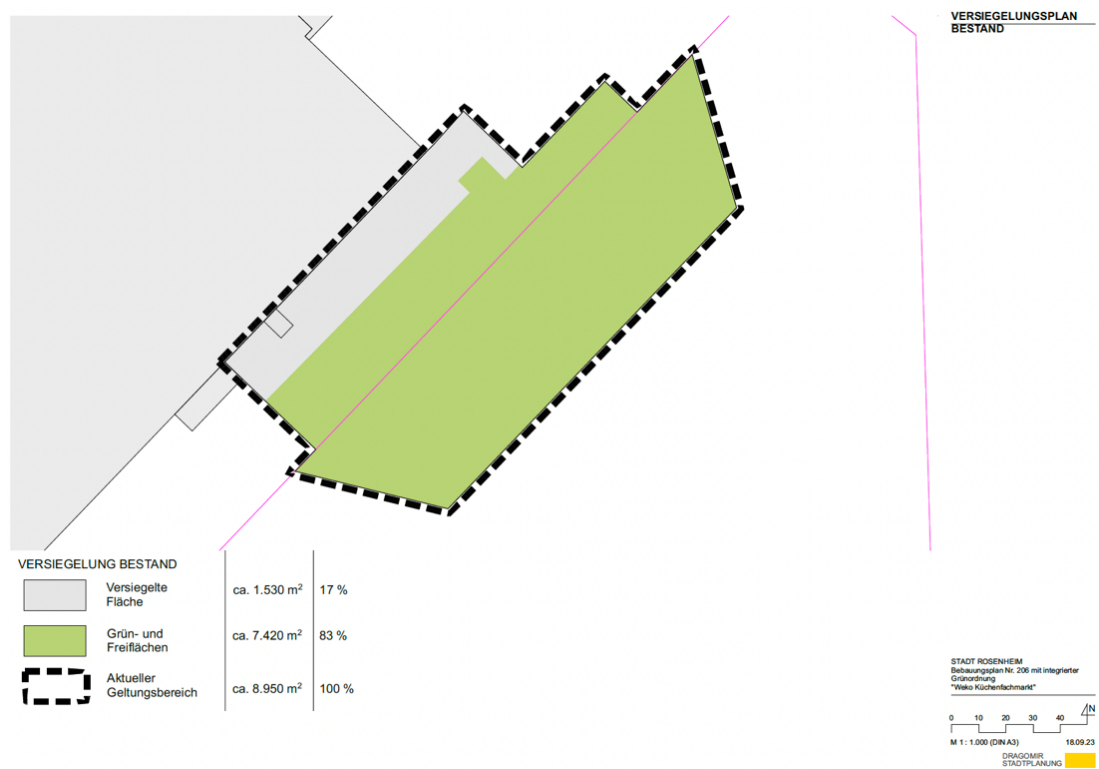 VERSIEGELUNGSPLAN
BESTAND
VERSIEGELUNG BESTAND
Versiegelte
Fläche
ca. 1.530 m² 17 %
Grün- und
Freiflächen
ca. 7.420 m² 83 %
Aktueller
Geltungsbereich
ca. 8.950 m² 100 %
STADT ROSENHEIM
Bebauungsplan Nr. 206 mit integrierter
Grünordnung
"Weko Küchenfachmarkt"
N
0 10 20 30 40
M 1 : 1.000 (DIN A3) 18.09.23
DRAGOMIR
STADTPLANUNG